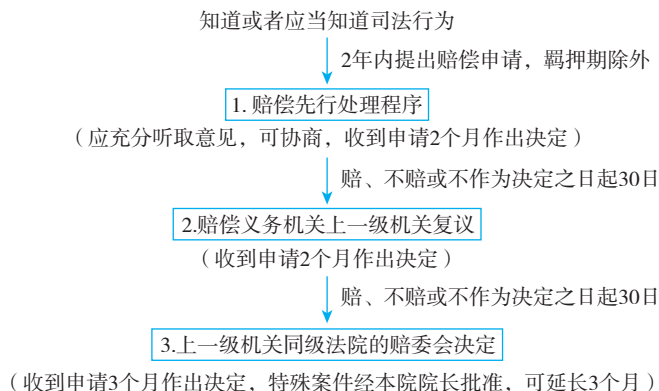 知道或者应当知道司法行为
2年内提出赔偿申请，羁押期除外
1. 赔偿先行处理程序
（应充分听取意见，可协商，收到申请2个月作出决定）
赔、不赔或不作为决定之日起30日
2.赔偿义务机关上一级机关复议
（收到申请2个月作出决定）
赔、不赔或不作为决定之日起30日
3.上一级机关同级法院的赔委会决定
（收到申请3个月作出决定，特殊案件经本院院长批准，可延长3个月）